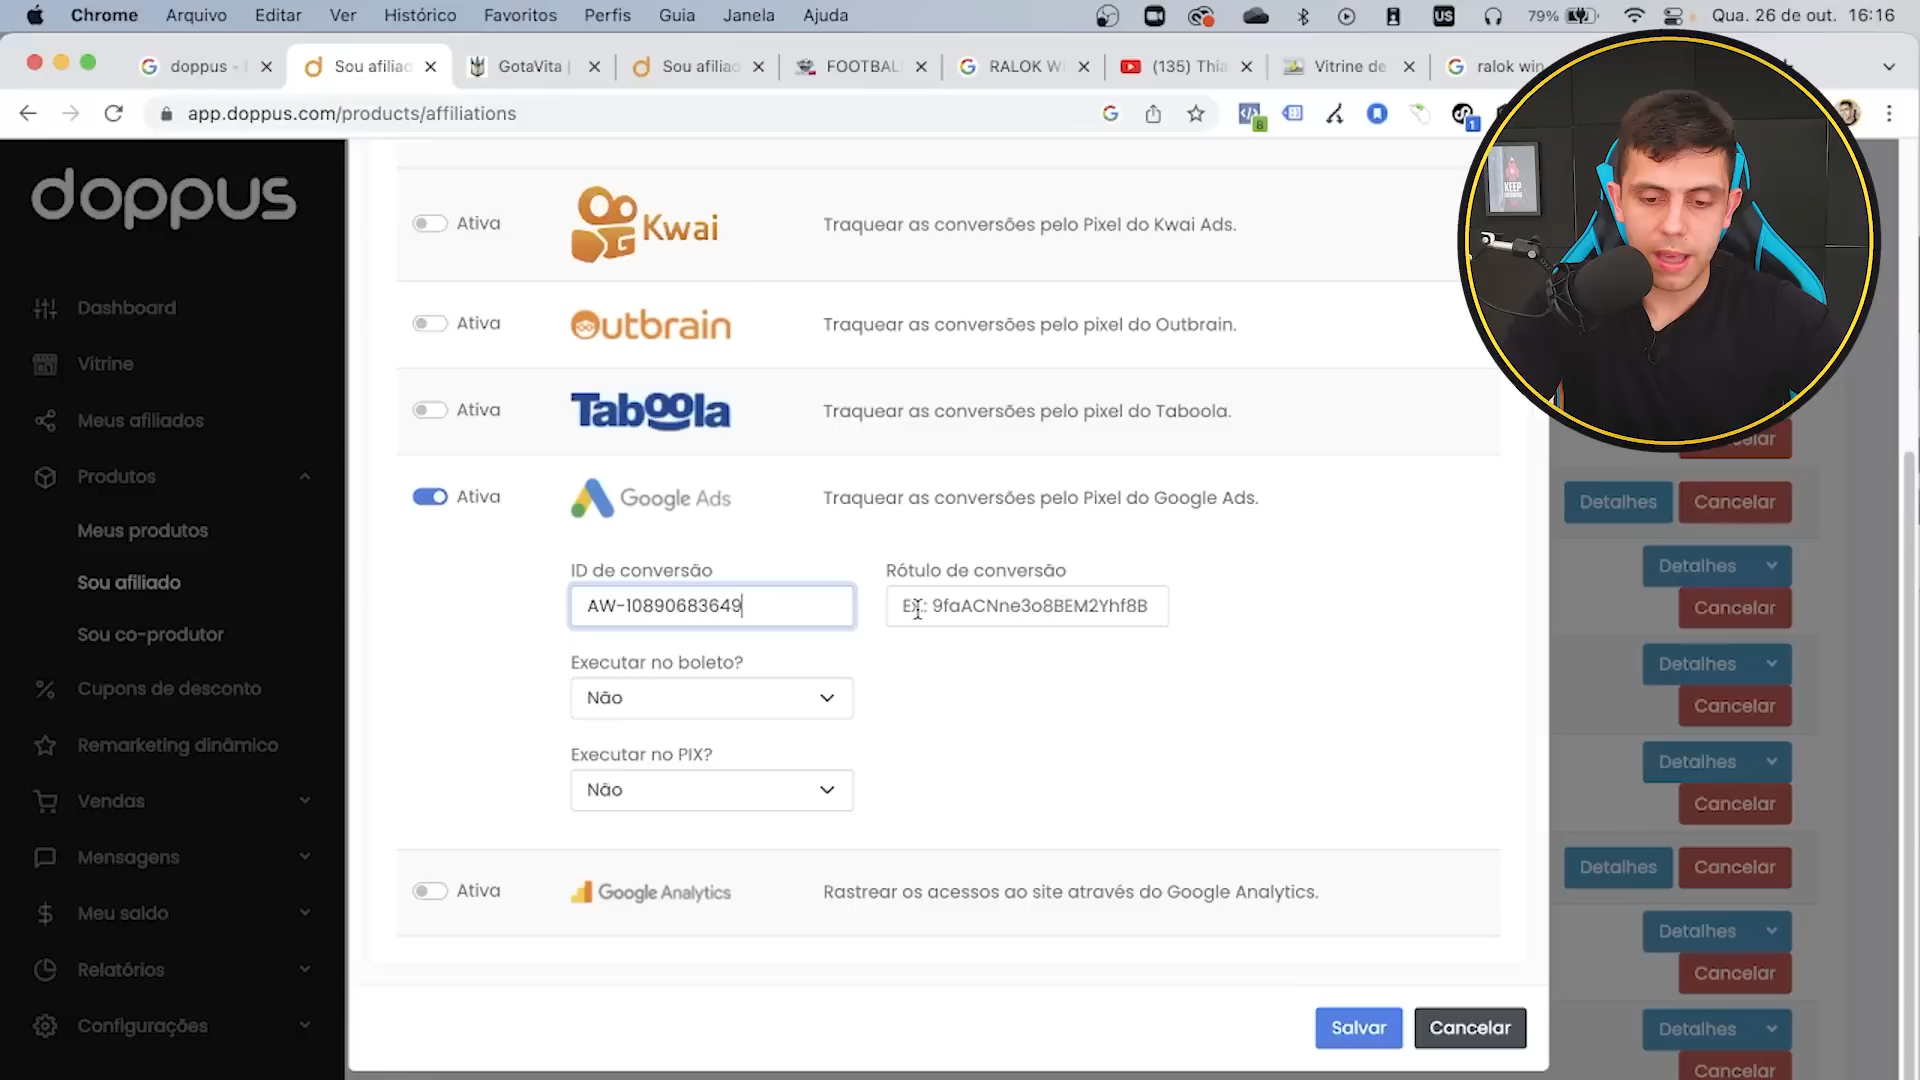 Chrome Arquivo Editar Ver Histórico Favoritos Perfis Guia Janela Ajuda
US 79% Qua. 26 de out. 16:16
doppus - Sou afiliad GotaVita | Sou afiliad FOOTBAL RALOK WI (135) Thia Vitrine de ralok win
app.doppus.com/products/affiliations
8 1
doppus
Dashboard
Vitrine
Meus afiliados
Produtos
Meus produtos
Sou afiliado
Sou co-produtor
Cupons de desconto
Remarketing dinâmico
Vendas
Mensagens
Meu saldo
Relatórios
Configurações
Ativa Kwai Traquear as conversões pelo Pixel do Kwai Ads.
Ativa Outbrain Traquear as conversões pelo pixel do Outbrain.
Ativa Taboola Traquear as conversões pelo pixel do Taboola.
Ativa Google Ads Traquear as conversões pelo Pixel do Google Ads.
ID de conversão Rótulo de conversão
AW-10890683649 Ex: 9faACNne3o8BEM2Yhf8B
Executar no boleto?
Não
Executar no PIX?
Não
Ativa Google Analytics Rastrear os acessos ao site através do Google Analytics.
Salvar Cancelar
KEEP
Detalhes Cancelar
Detalhes
Cancelar
Detalhes
Cancelar
Detalhes
Cancelar
Detalhes Cancelar
Detalhes
Cancelar
Detalhes
Cancelar